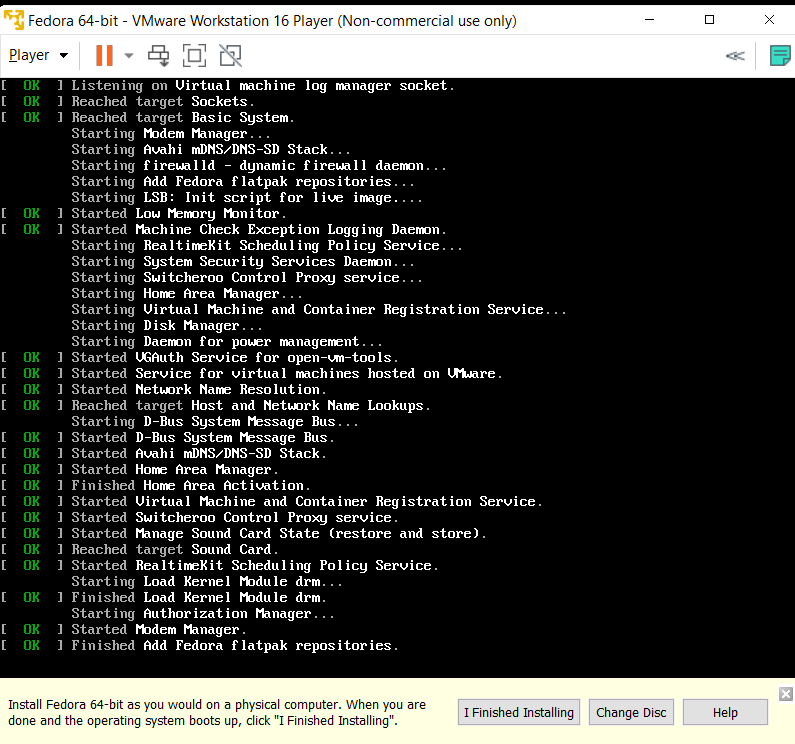 Fedora 64-bit - VMware Workstation 16 Player (Non-commercial use only)
Player
[  OK  ] Listening on Virtual machine log manager socket.
[  OK  ] Reached target Sockets.
[  OK  ] Reached target Basic System.
Starting Modem Manager...
Starting Avahi mDNS/DNS-SD Stack...
Starting firewalld - dynamic firewall daemon...
Starting Add Fedora flatpak repositories...
Starting LSB: Init script for live image....
[  OK  ] Started Low Memory Monitor.
[  OK  ] Started Machine Check Exception Logging Daemon.
Starting RealtimeKit Scheduling Policy Service...
Starting System Security Services Daemon...
Starting Switcheroo Control Proxy service...
Starting Home Area Manager...
Starting Virtual Machine and Container Registration Service...
Starting Disk Manager...
Starting Daemon for power management...
[  OK  ] Started VGAuth Service for open-vm-tools.
[  OK  ] Started Service for virtual machines hosted on VMware.
[  OK  ] Started Network Name Resolution.
[  OK  ] Reached target Host and Network Name Lookups.
Starting D-Bus System Message Bus...
[  OK  ] Started D-Bus System Message Bus.
[  OK  ] Started Avahi mDNS/DNS-SD Stack.
[  OK  ] Started Home Area Manager.
[  OK  ] Finished Home Area Activation.
[  OK  ] Started Virtual Machine and Container Registration Service.
[  OK  ] Started Switcheroo Control Proxy service.
[  OK  ] Started Manage Sound Card State (restore and store).
[  OK  ] Reached target Sound Card.
[  OK  ] Started RealtimeKit Scheduling Policy Service.
Starting Load Kernel Module drm...
[  OK  ] Finished Load Kernel Module drm.
Starting Authorization Manager...
[  OK  ] Started Modem Manager.
[  OK  ] Finished Add Fedora flatpak repositories.
Install Fedora 64-bit as you would on a physical computer. When you are
done and the operating system boots up, click "I Finished Installing".
I Finished Installing
Change Disc
Help